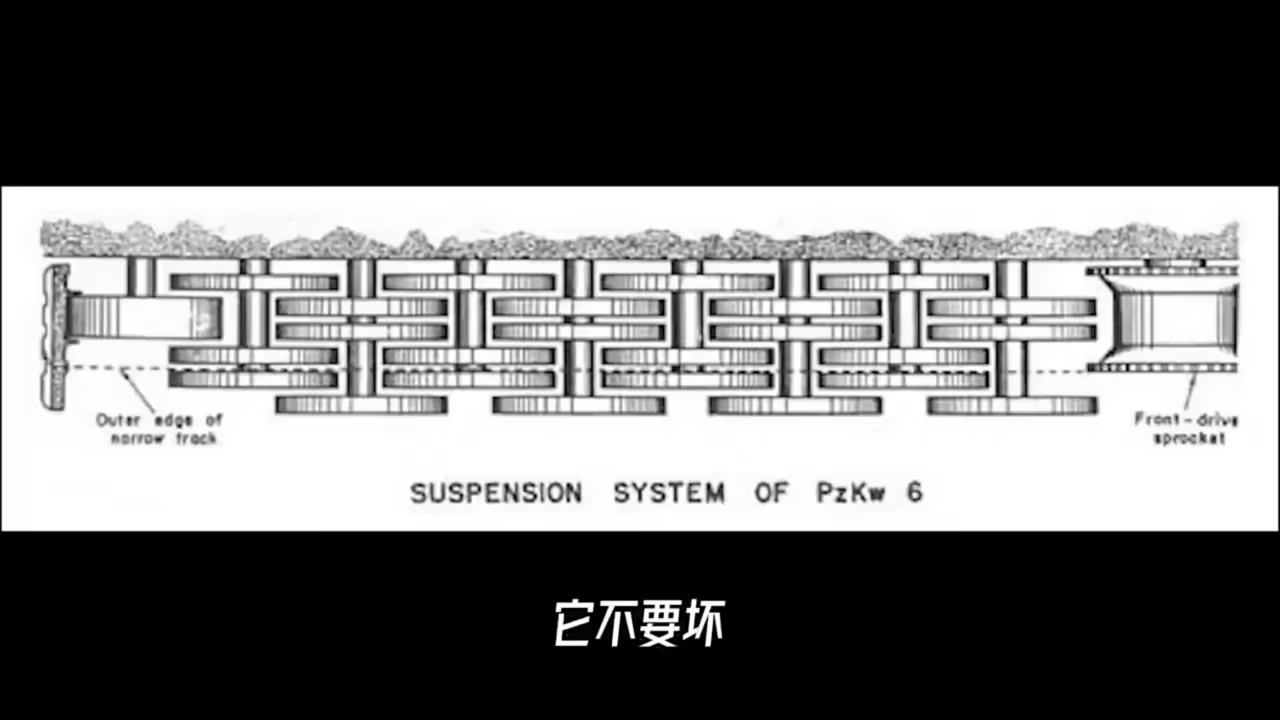 Outer edge of
narrow track
Front-drive
sprocket
SUSPENSION SYSTEM OF PzKw 6
它不要坏